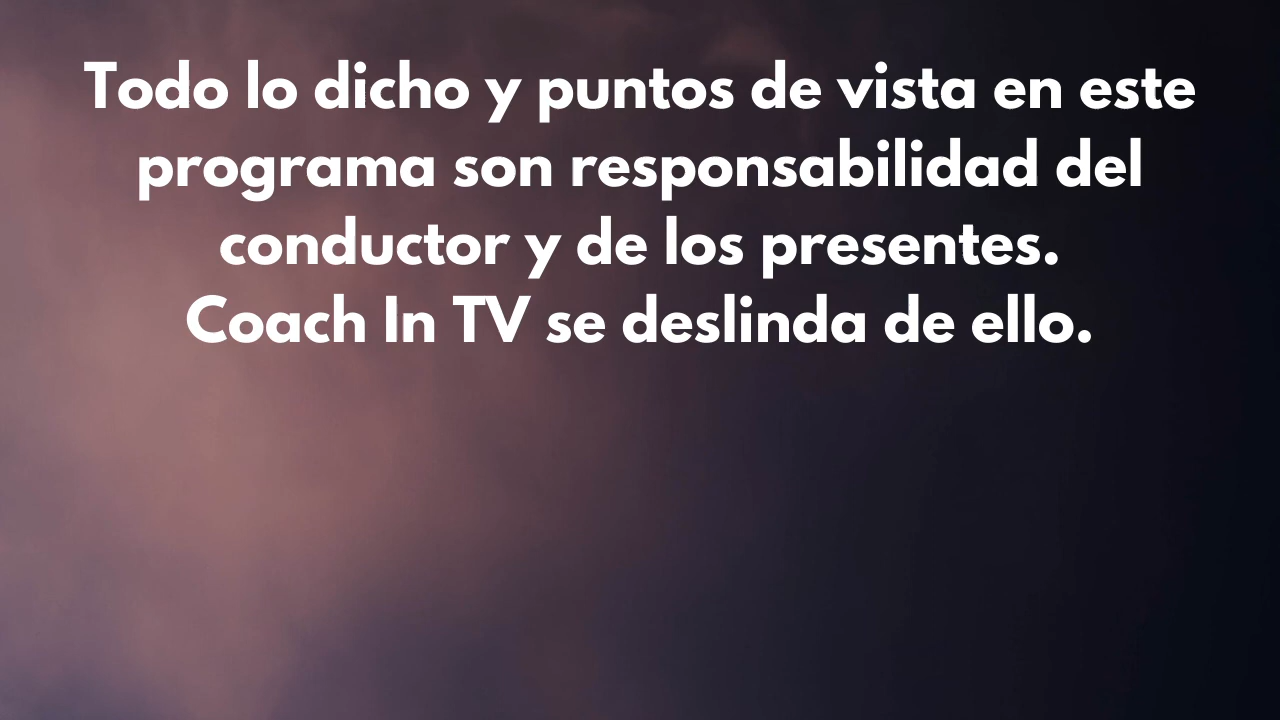 Todo lo dicho y puntos de vista en este
programa son responsabilidad del
conductor y de los presentes.
Coach In TV se deslinda de ello.